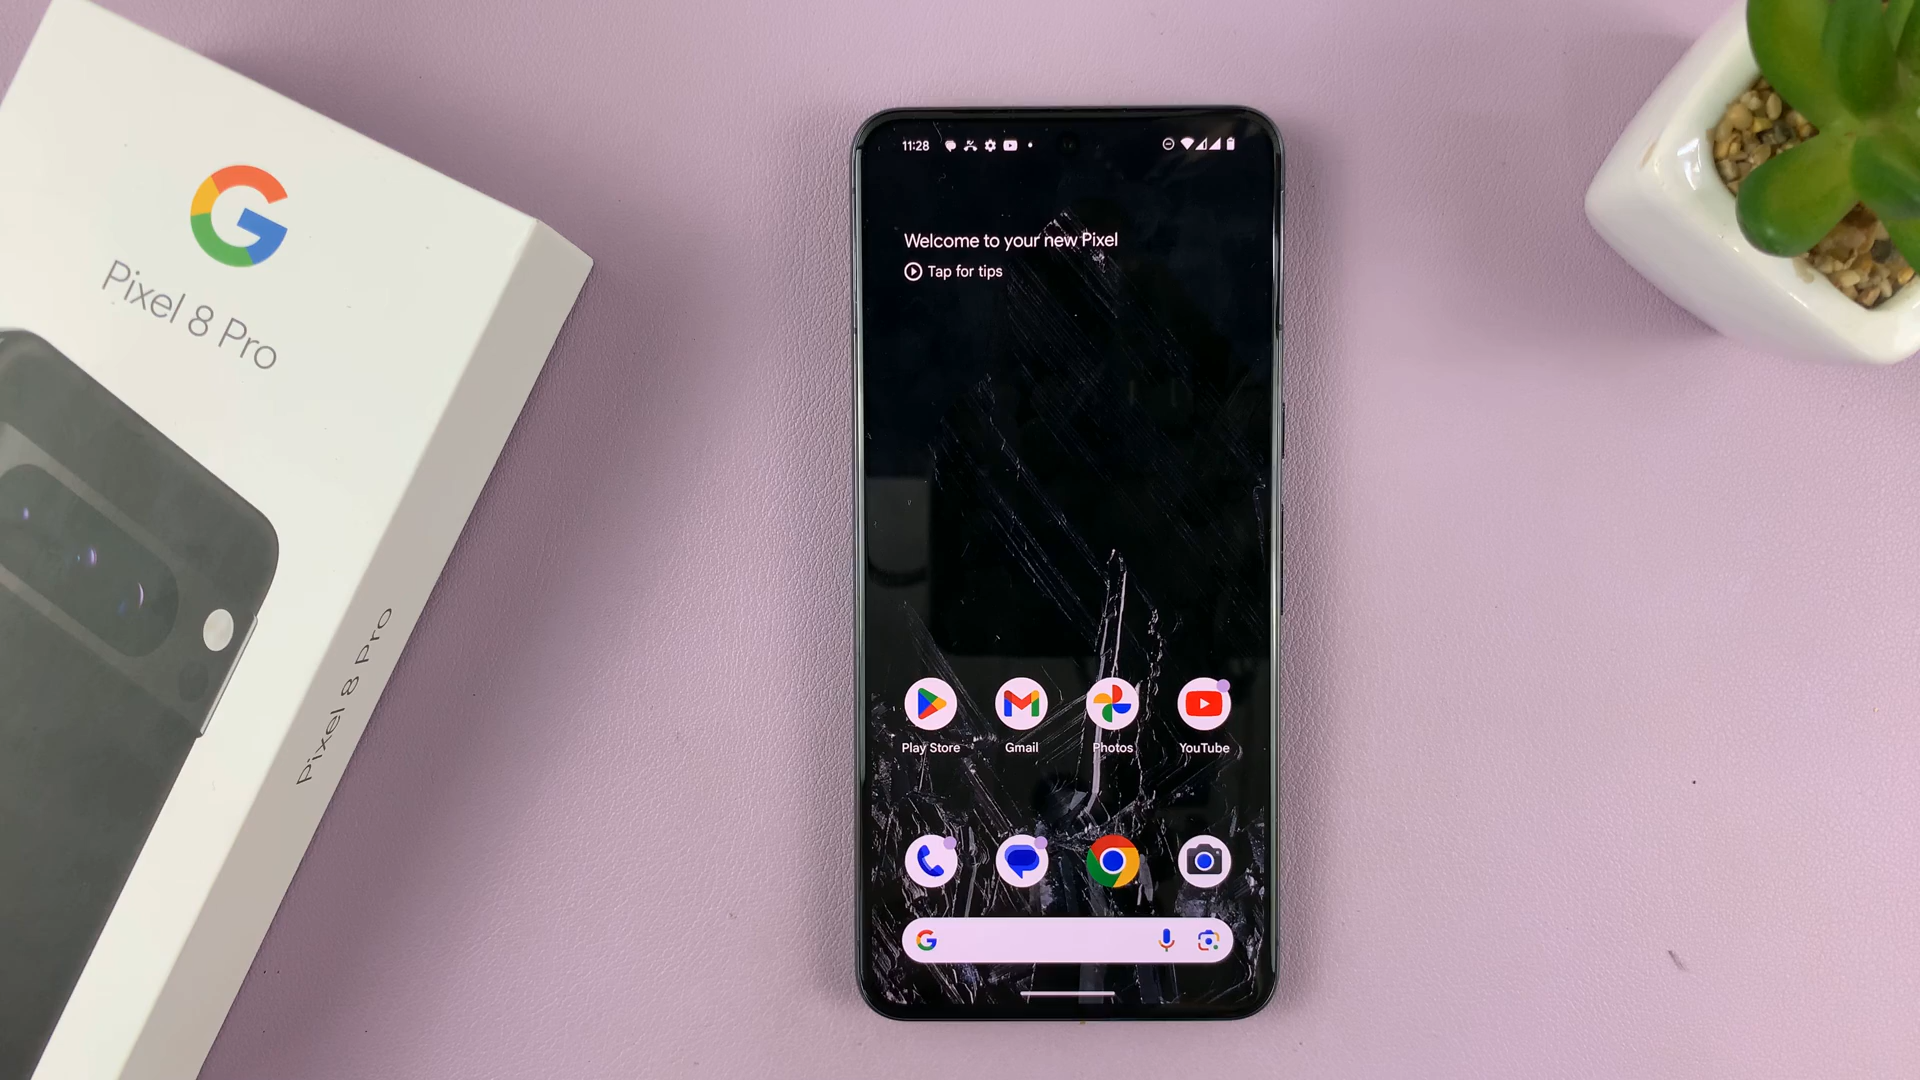 G
Pixel 8 Pro
Pixel 8 Pro
11:28
Welcome to your new Pixel
Tap for tips
Play Store
Gmail
Photos
YouTube
G